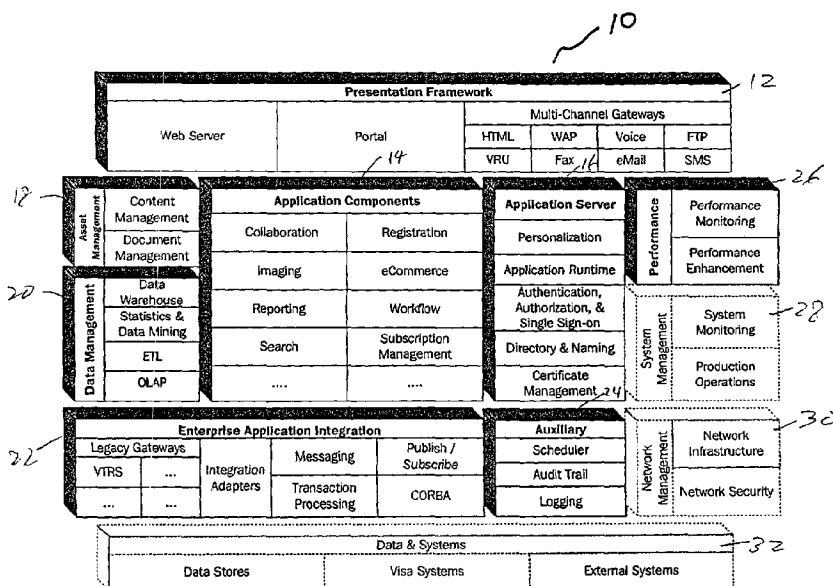 10
12
Presentation Framework
Web Server
Portal
Multi-Channel Gateways
HTML
WAP
Voice
FTP
VRU
Fax
eMail
SMS
14
16
18
Asset
Management
Content
Management
Document
Management
20
Data Management
Data
Warehouse
Statistics &
Data Mining
ETL
OLAP
Application Components
Collaboration
Registration
Imaging
eCommerce
Reporting
Workflow
Search
Subscription
Management
....
....
Application Server
Personalization
Application Runtime
Authentication,
Authorization, &
Single Sign-on
Directory & Naming
Certificate
Management
26
Performance
Performance
Monitoring
Performance
Enhancement
28
System
Management
System
Monitoring
Production
Operations
22
Enterprise Application Integration
Legacy Gateways
VTRS
...
...
...
Integration
Adapters
Messaging
Publish /
Subscribe
Transaction
Processing
CORBA
24
Auxiliary
Scheduler
Audit Trail
Logging
30
Network
Management
Network
Infrastructure
Network Security
32
Data & Systems
Data Stores
Visa Systems
External Systems